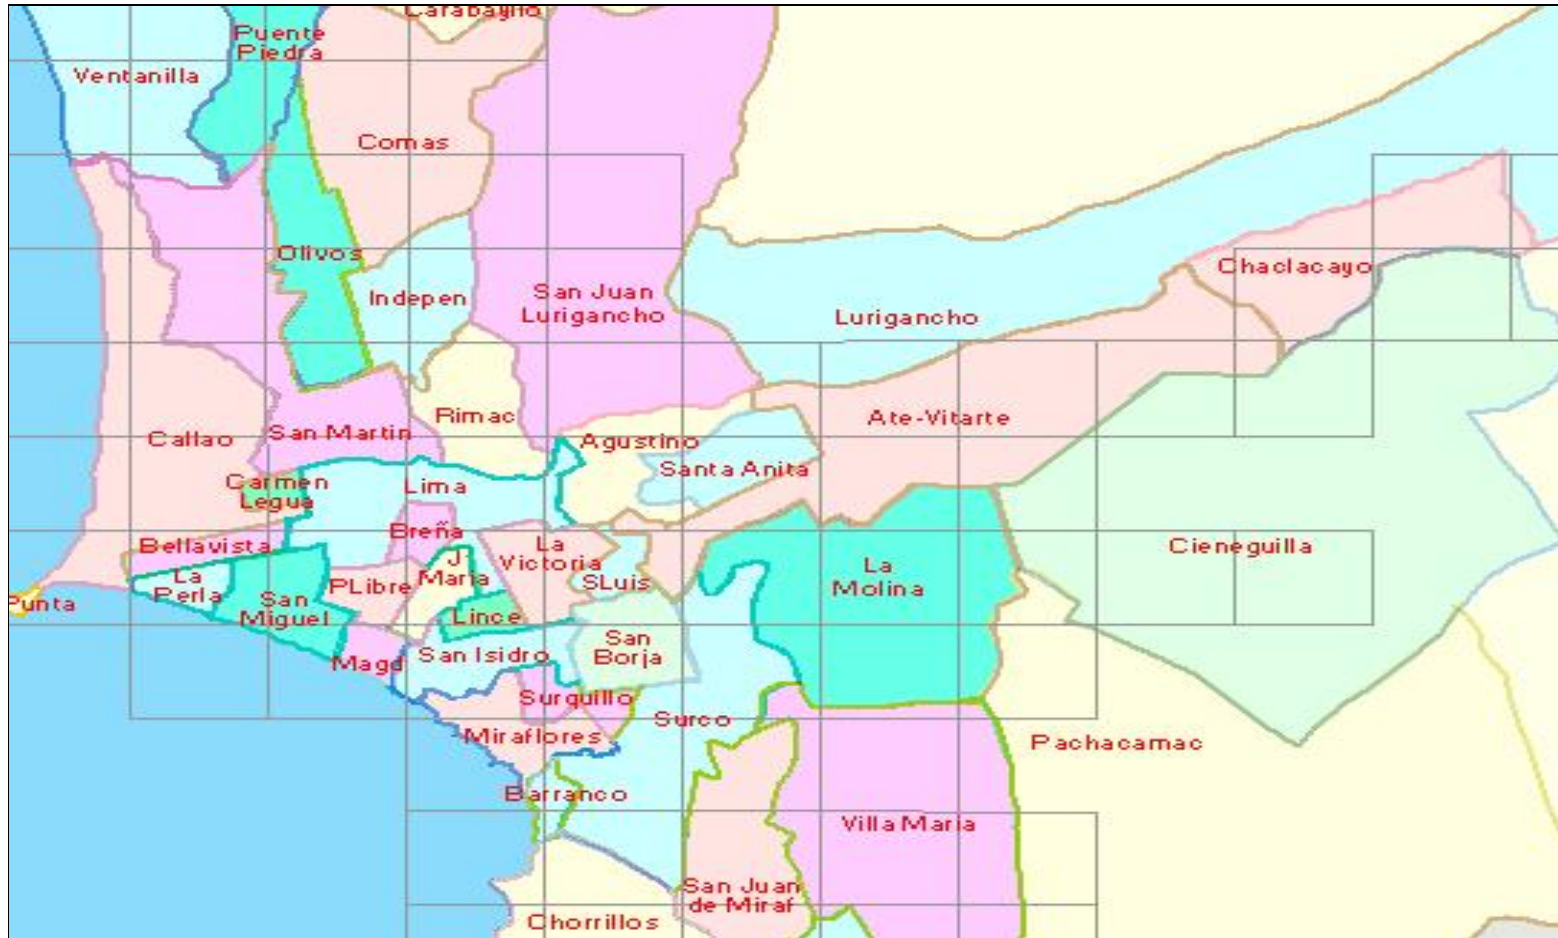 Carabayllo
Puente
Piedra
Ventanilla
Comas
Olivos
Indepen
San Juan
Lurigancho
Chaclacayo
Lurigancho
Rimac
Ate-Vitarte
Callao
San Martin
Agustino
Santa Anita
Carmen
Legua
Lima
Breña
Bellavista
La
Victoria
Cieneguilla
La
Perla
J
Maria
PLibre
SLuis
La
Molina
Punta
San
Miguel
Lince
San
Borja
Magd
San Isidro
Surquillo
Surco
Miraflores
Pachacamac
Barranco
Villa Maria
San Juan
de Miraf
Chorrillos